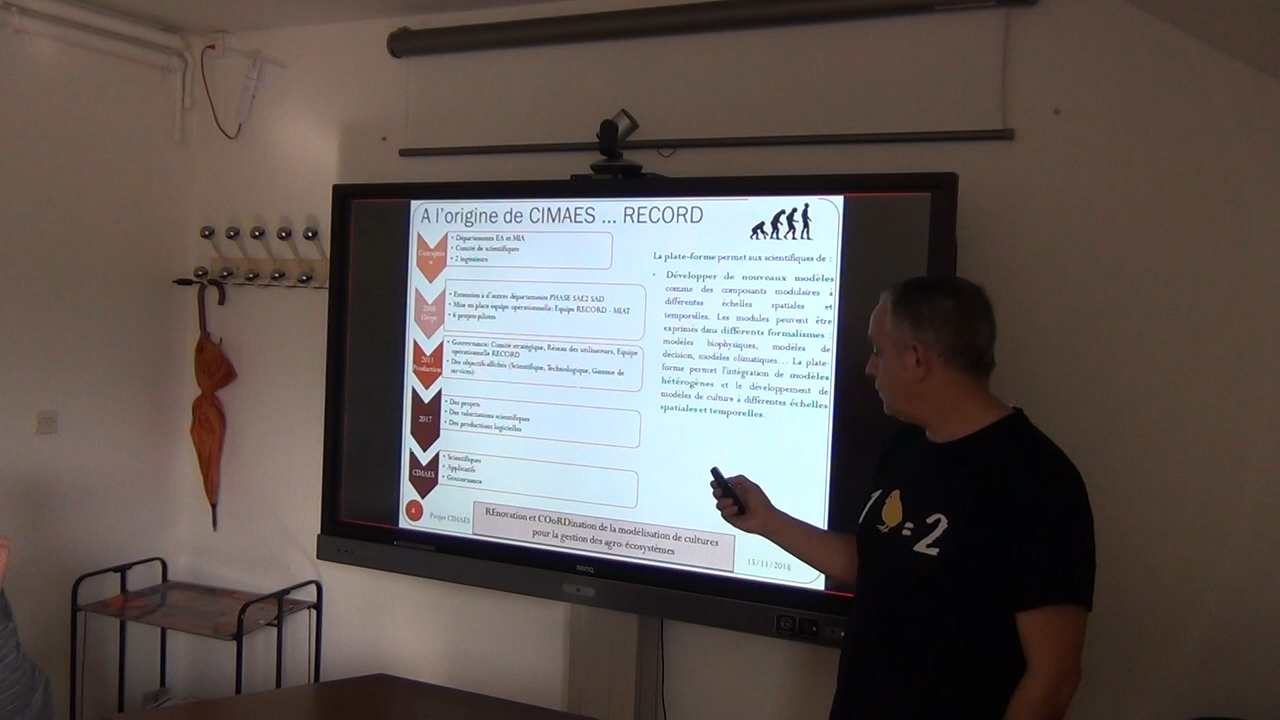 A l'origine de CIMAES ... RECORD
• Départements EA et MIA
• Comité de scientifiques
• 2 ingénieurs
• Extension à d'autres départements PHASE SAE2 SAD
• Mise en place équipe operationnelle: Equipe RECORD - MIAT
• 6 projets pilotes
2013
Production
• Gouvernance: Comité stratégique, Réseau des utilisateurs, Equipe
opérationnelle RECORD
• Des objectifs affichés (Scientifique, Technologique, Gamme de
services)
2017
• Des projets
• Des valorisations scientifiques
• Des productions logicielles
CIMAES
• Scientifiques
• Applicatifs
• Gouvernance
La plate-forme permet aux scientifiques de :
• Développer de nouveaux modèles
comme des composants modulaires à
différentes échelles spatiales et
temporelles. Les modules peuvent être
exprimés dans différents formalismes :
modèles biophysiques, modèles de
décision, modèles climatiques... La plate-
forme permet l'intégration de modèles
hétérogènes et le développement de
modèles de culture à différentes échelles
spatiales et temporelles.
4
Projet CIMAES
REnovation et COoRDination de la modélisation de cultures
pour la gestion des agro-écosystèmes
15/11/2018
BenQ
1 = 2